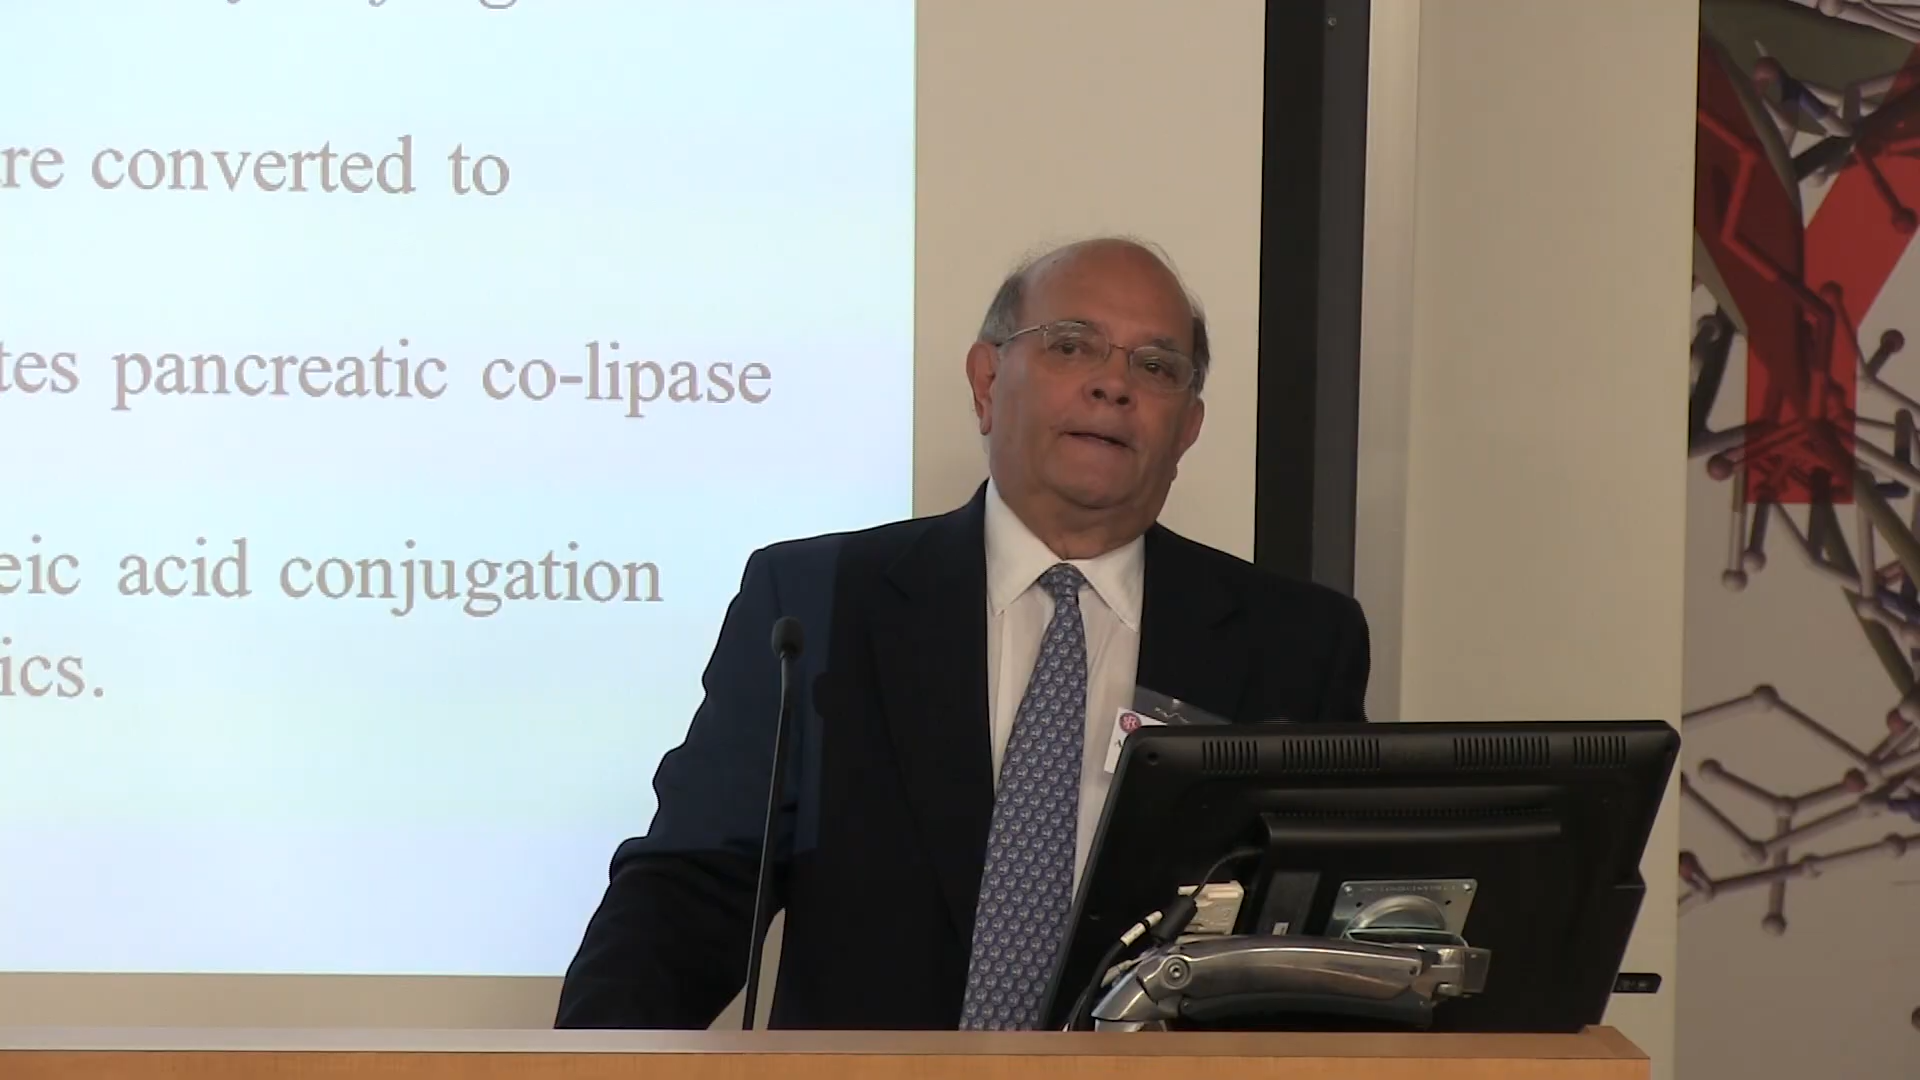 re converted to
tes pancreatic co-lipase
eic acid conjugation
ics.